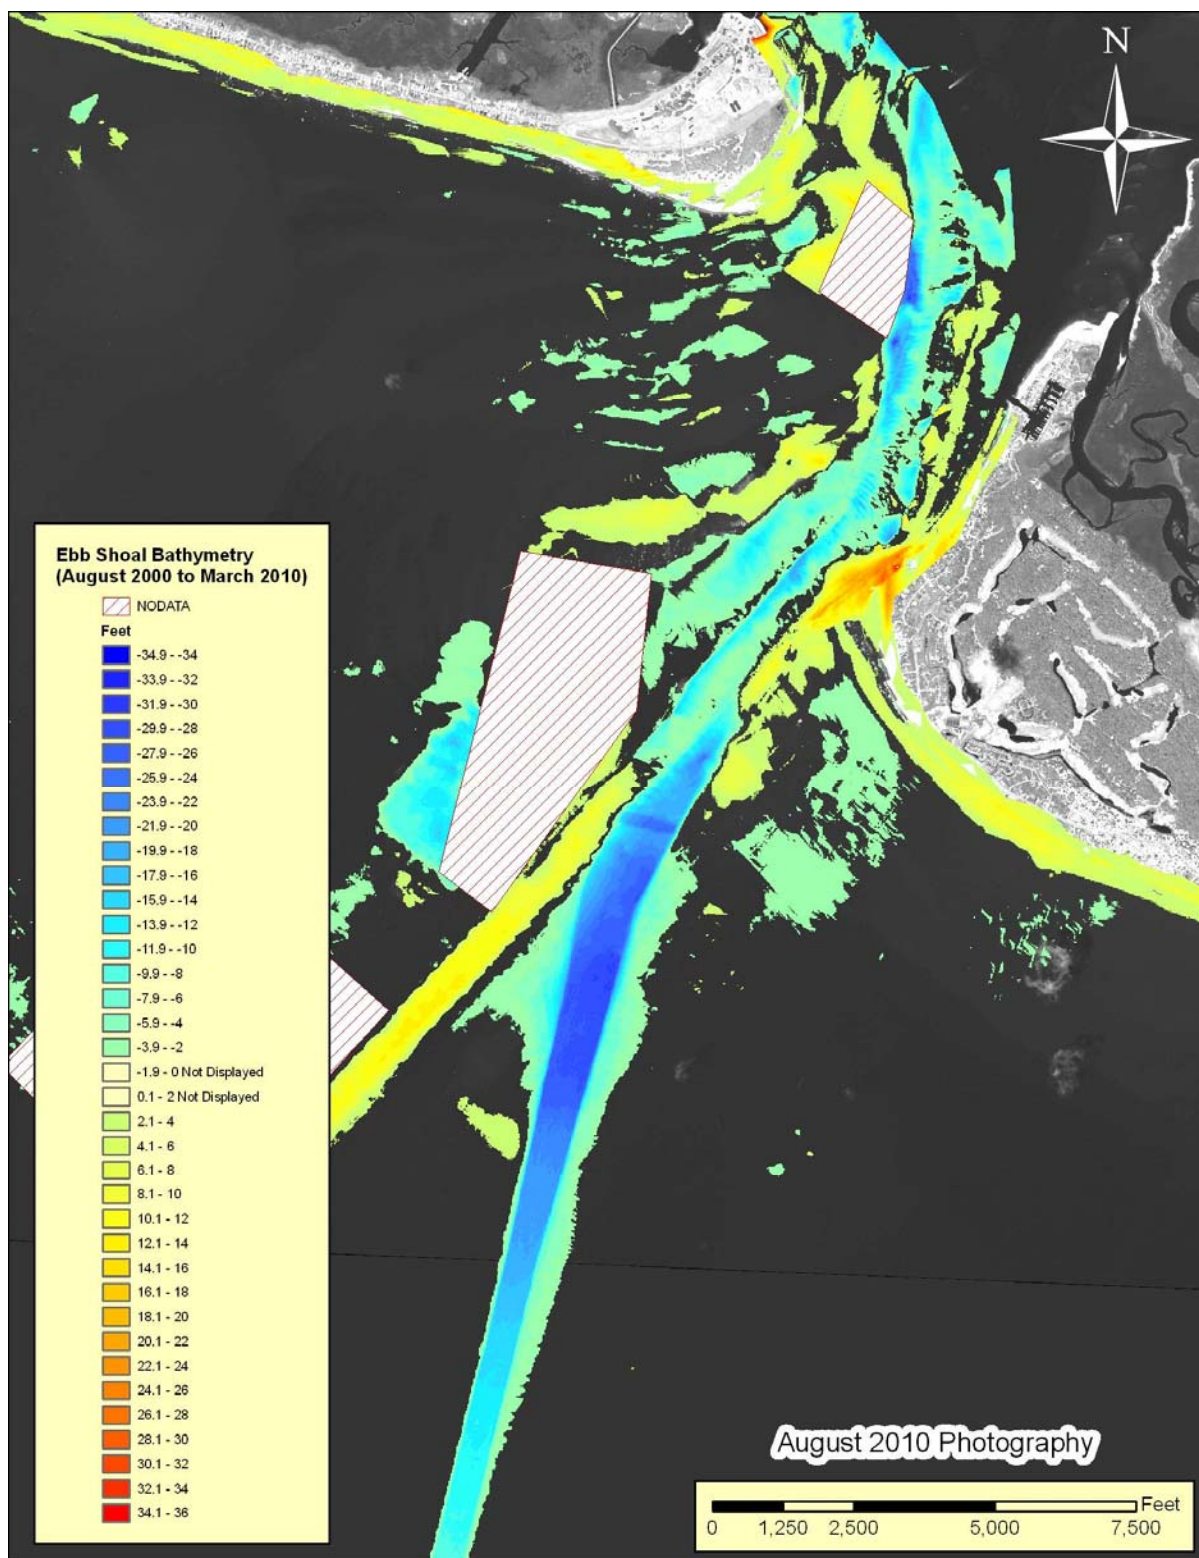 N
Ebb Shoal Bathymetry
(August 2000 to March 2010)
NODATA
Feet
-34.9 - -34
-33.9 - -32
-31.9 - -30
-29.9 - -28
-27.9 - -26
-25.9 - -24
-23.9 - -22
-21.9 - -20
-19.9 - -18
-17.9 - -16
-15.9 - -14
-13.9 - -12
-11.9 - -10
-9.9 - -8
-7.9 - -6
-5.9 - -4
-3.9 - -2
-1.9 - 0 Not Displayed
0.1 - 2 Not Displayed
2.1 - 4
4.1 - 6
6.1 - 8
8.1 - 10
10.1 - 12
12.1 - 14
14.1 - 16
16.1 - 18
18.1 - 20
20.1 - 22
22.1 - 24
24.1 - 26
26.1 - 28
28.1 - 30
30.1 - 32
32.1 - 34
34.1 - 36
August 2010 Photography
Feet
0 1,250 2,500 5,000 7,500